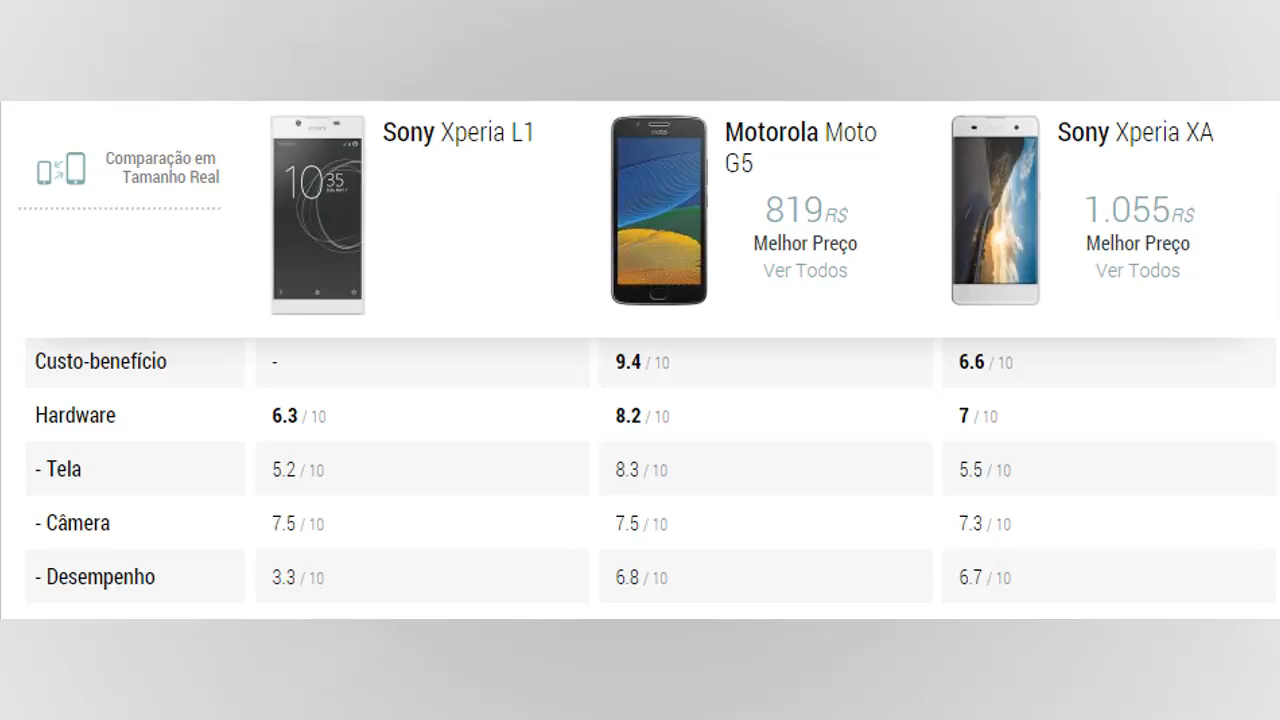 Comparação em
Tamanho Real
Sony Xperia L1
Motorola Moto
G5
819R$
Melhor Preço
Ver Todos
Sony Xperia XA
1.055R$
Melhor Preço
Ver Todos
10 35
moto
Custo-benefício - 9.4 / 10 6.6 / 10
Hardware 6.3 / 10 8.2 / 10 7 / 10
- Tela 5.2 / 10 8.3 / 10 5.5 / 10
- Câmera 7.5 / 10 7.5 / 10 7.3 / 10
- Desempenho 3.3 / 10 6.8 / 10 6.7 / 10